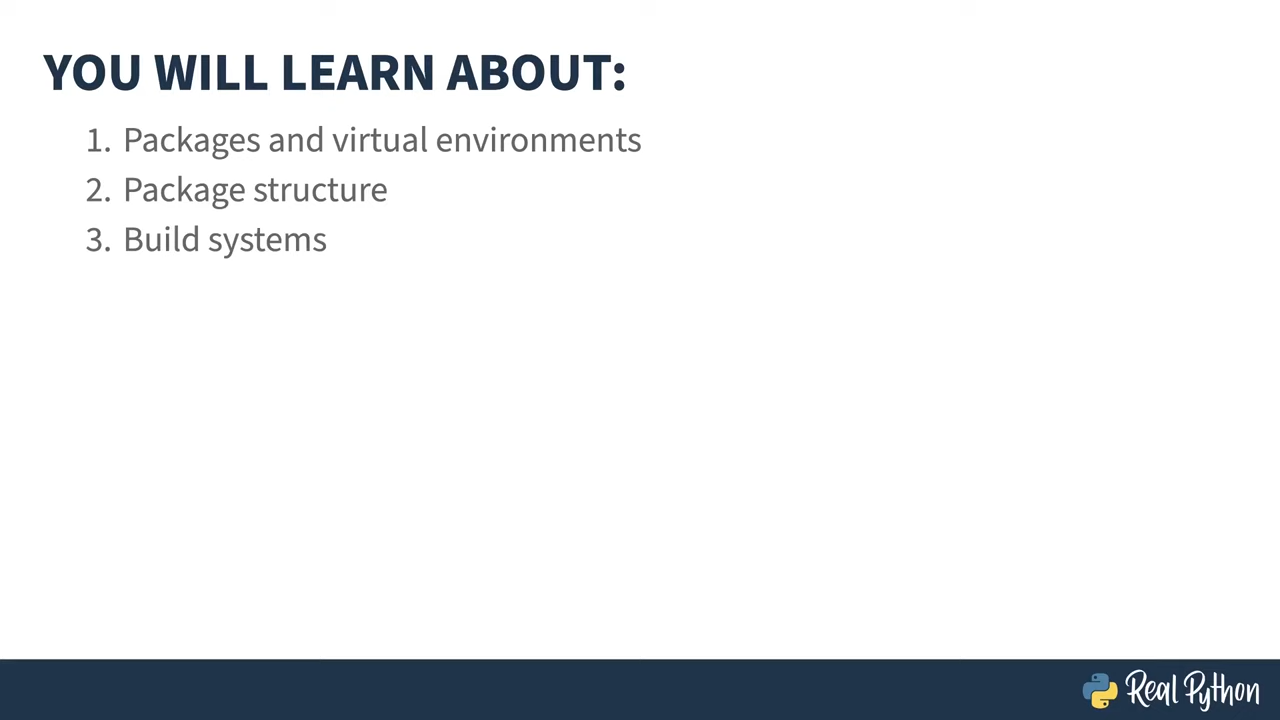 YOU WILL LEARN ABOUT:
1. Packages and virtual environments
2. Package structure
3. Build systems
Real Python